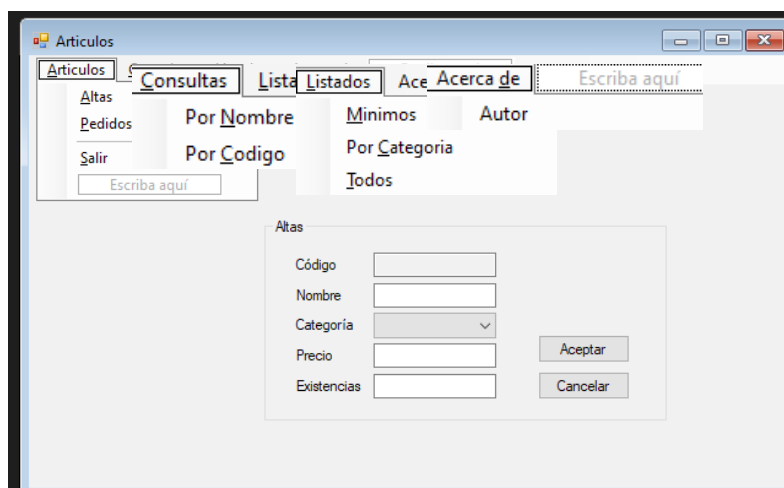 Articulos
Articulos
Consultas
Lista
Listados
Ace
Acerca de
Escriba aquí
Altas
Pedidos
Salir
Escriba aquí
Por Nombre
Por Codigo
Minimos
Por Categoria
Todos
Autor
Altas
Código
Nombre
Categoría
Precio
Existencias
Aceptar
Cancelar